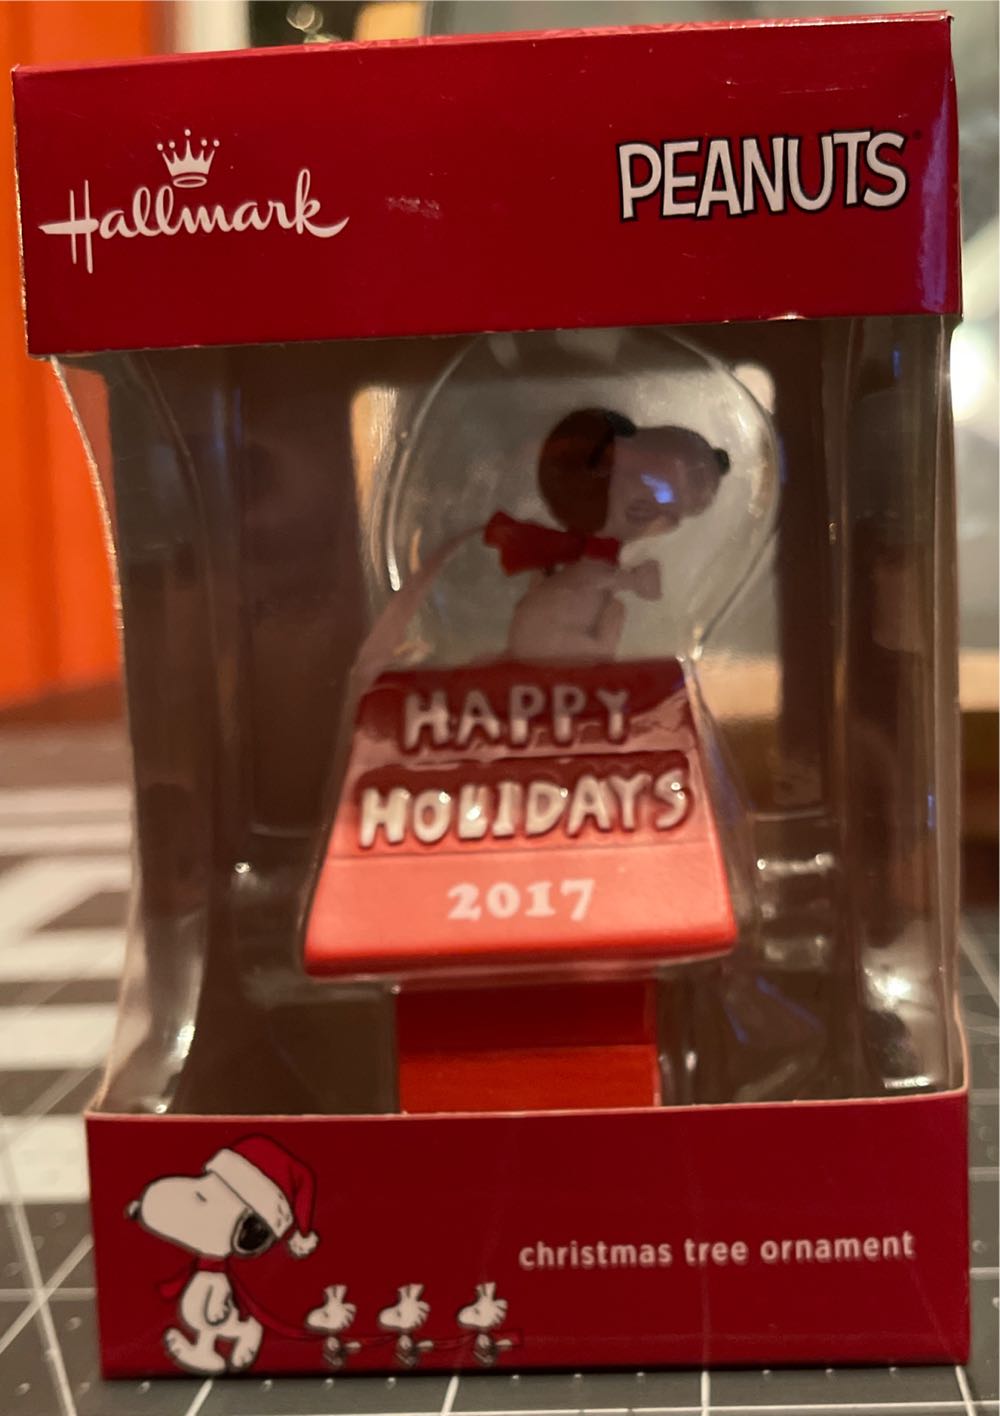 Hallmark
PEANUTS
HAPPY
HOLIDAYS
2017
christmas tree ornament